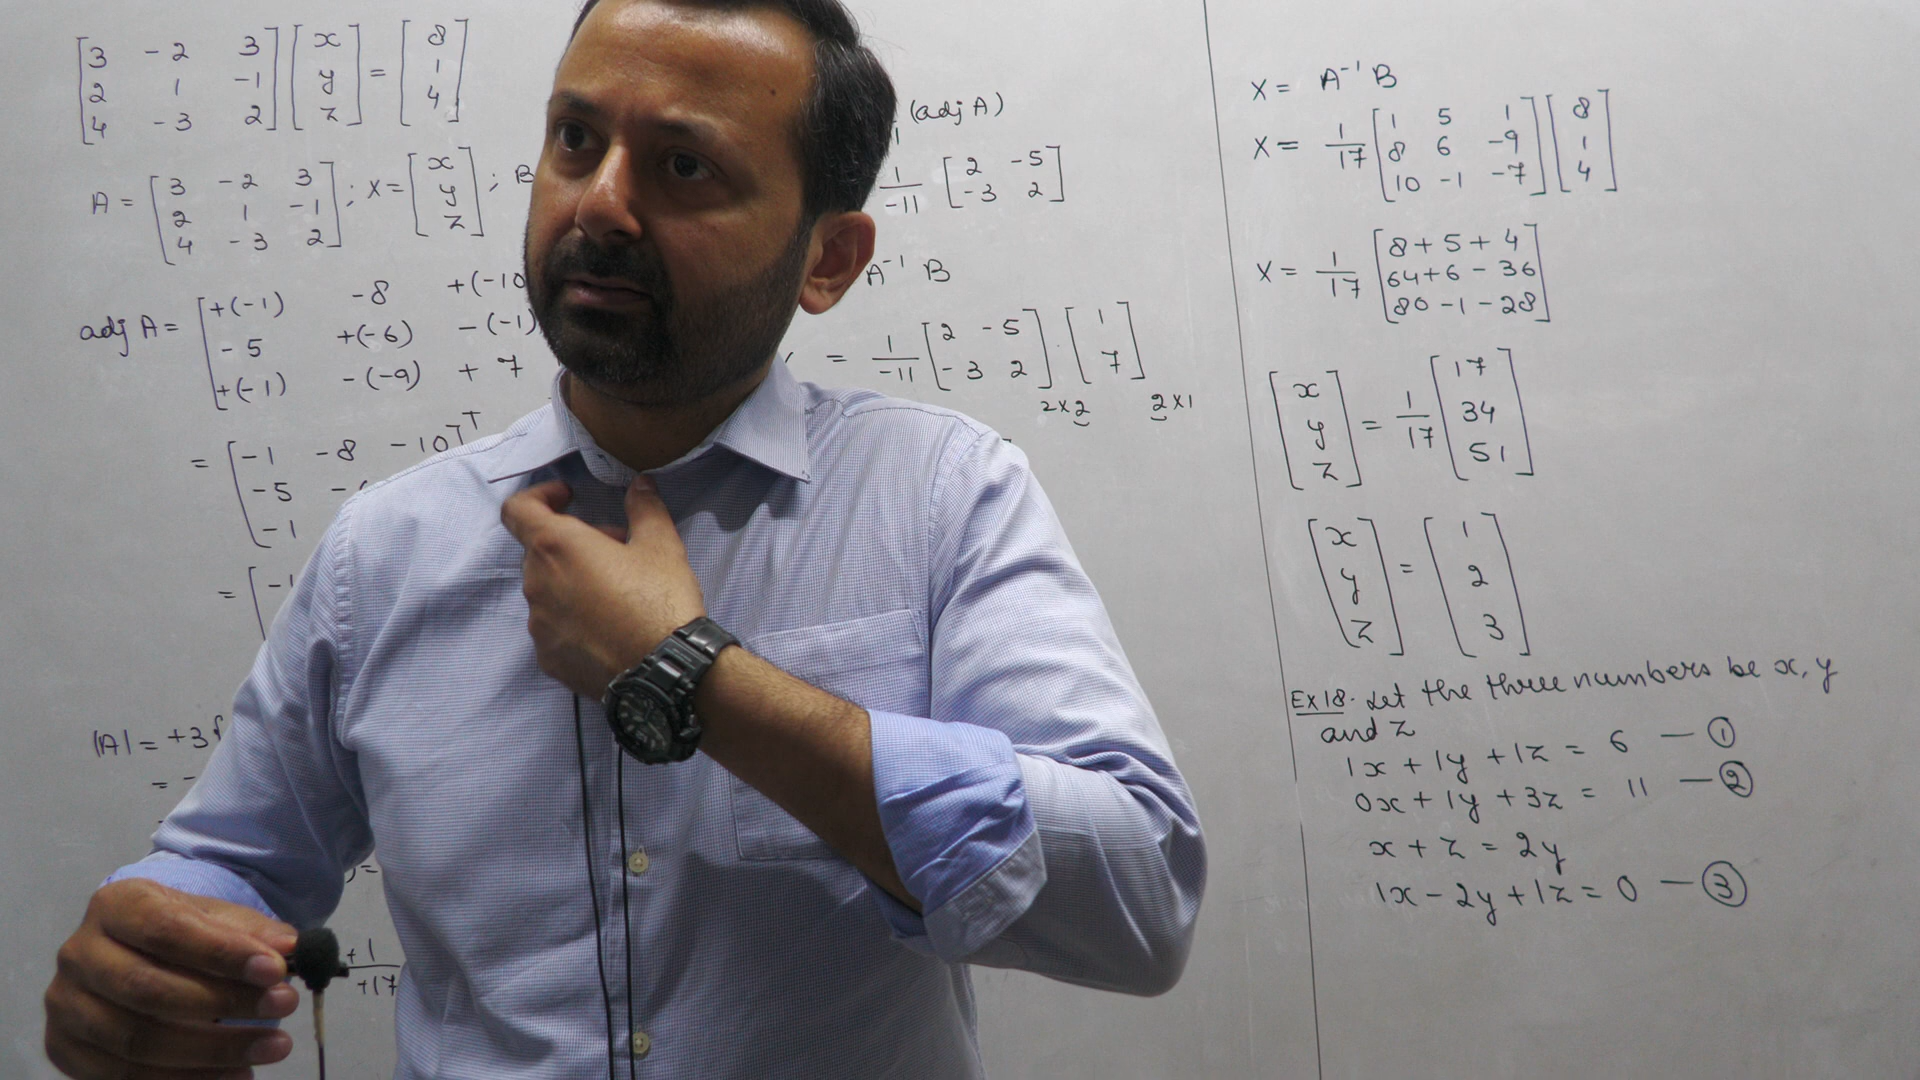 [3 -2 3] [x] = [8]
[2 1 -1] [y] [1]
[4 -3 2] [z] [4]
A = [3 -2 3] ; X = [x] ; B
[2 1 -1] [y]
[4 -3 2] [z]
adj A = [+(-1) -8 +(-10
[-5 +(-6) -(-1)
[+(-1) -(-9) +7
= [-1 -8 -10]T
[-5 -
[-1
= [-1
|A| = +3{
= -
)=
+1
+17
(adj A)
1/-11 [2 -5]
[-3 2]
A⁻¹ B
= 1/-11 [2 -5] [1]
[-3 2] [7]
2×2 2×1
X = A⁻¹ B
X = 1/17 [1 5 1] [8]
[8 6 -9] [1]
[10 -1 -7] [4]
X = 1/17 [8+5+4]
[64+6-36]
[80-1-28]
[x] = 1/17 [17]
[y] [34]
[z] [51]
[x] = [1]
[y] [2]
[z] [3]
Ex 18. Let the three numbers be x, y
and z
1x + 1y + 1z = 6 — ①
0x + 1y + 3z = 11 — ②
x + z = 2y
1x - 2y + 1z = 0 — ③